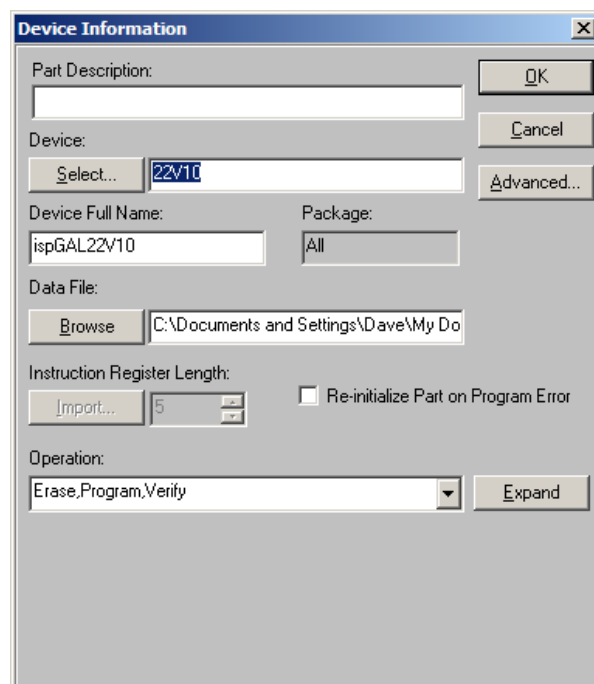 Device Information
Part Description:
OK
Device:
Cancel
Select...
22V10
Advanced...
Device Full Name:
Package:
ispGAL22V10
All
Data File:
Browse
C:\Documents and Settings\Dave\My Do
Instruction Register Length:
Import...
5
Re-initialize Part on Program Error
Operation:
Erase,Program,Verify
Expand